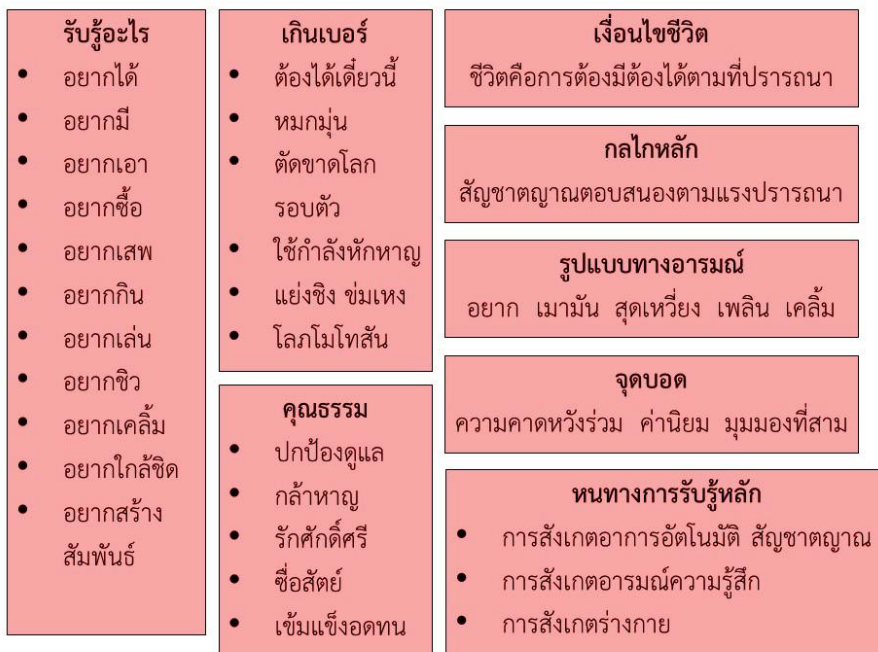 รับรู้อะไร
• อยากได้
• อยากมี
• อยากเอา
• อยากซื้อ
• อยากเสพ
• อยากกิน
• อยากเล่น
• อยากชิว
• อยากเคลิ้ม
• อยากใกล้ชิด
• อยากสร้าง
สัมพันธ์
เกินเบอร์
• ต้องได้เดี๋ยวนี้
• หมกมุ่น
• ตัดขาดโลก
รอบตัว
• ใช้กำลังหักหาญ
• แย่งชิง ข่มเหง
• โลภโมโทสัน
คุณธรรม
• ปกป้องดูแล
• กล้าหาญ
• รักศักดิ์ศรี
• ซื่อสัตย์
• เข้มแข็งอดทน
เงื่อนไขชีวิต
ชีวิตคือการต้องมีต้องได้ตามที่ปรารถนา
กลไกหลัก
สัญชาตญาณตอบสนองตามแรงปรารถนา
รูปแบบทางอารมณ์
อยาก เมามัน สุดเหวี่ยง เพลิน เคลิ้ม
จุดบอด
ความคาดหวังร่วม ค่านิยม มุมมองที่สาม
หนทางการรับรู้หลัก
• การสังเกตอาการอัตโนมัติ สัญชาตญาณ
• การสังเกตอารมณ์ความรู้สึก
• การสังเกตร่างกาย